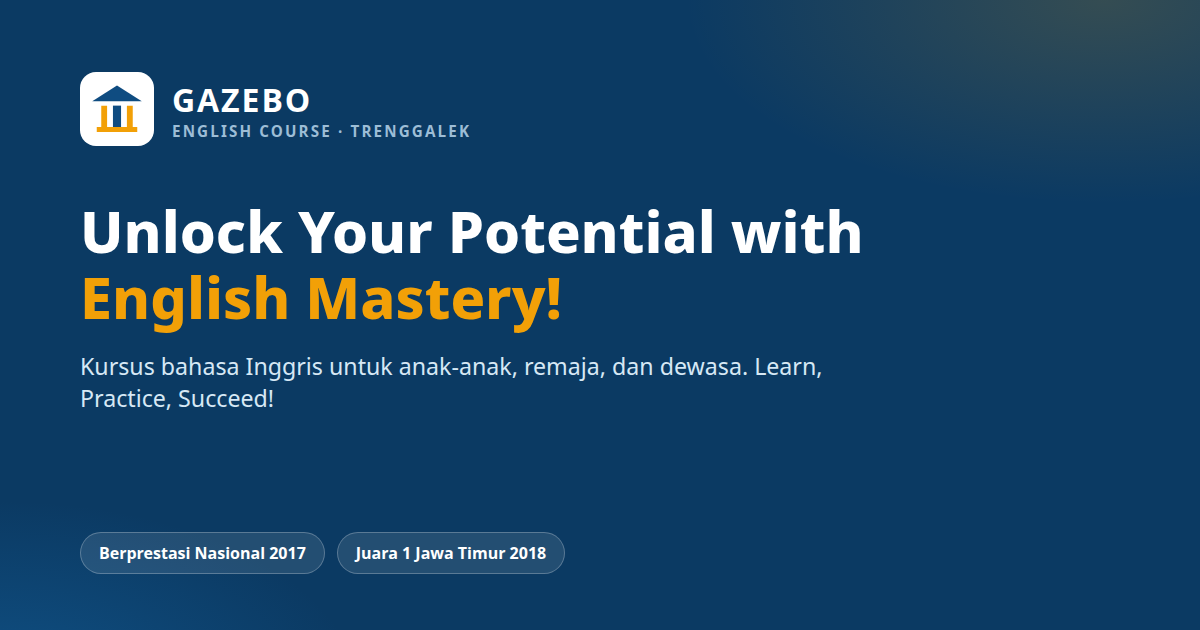 GAZEBO
ENGLISH COURSE · TRENGGALEK
Unlock Your Potential with
English Mastery!
Kursus bahasa Inggris untuk anak-anak, remaja, dan dewasa. Learn,
Practice, Succeed!
Berprestasi Nasional 2017
Juara 1 Jawa Timur 2018